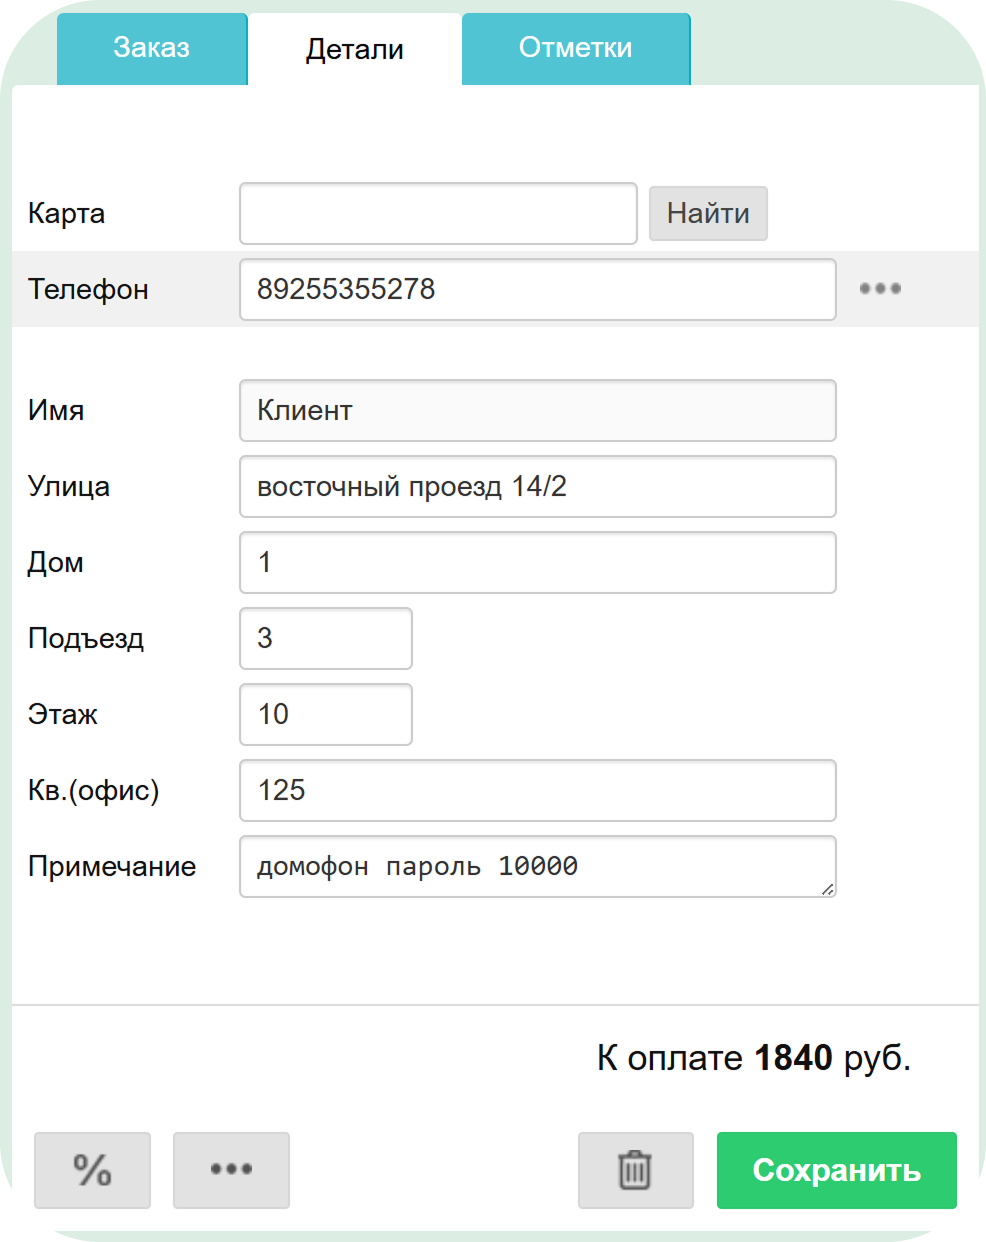 Заказ Детали Отметки
Карта Найти
Телефон 89255355278
Имя Клиент
Улица восточный проезд 14/2
Дом 1
Подъезд 3
Этаж 10
Кв.(офис) 125
Примечание домофон пароль 10000
К оплате 1840 руб.
% Сохранить